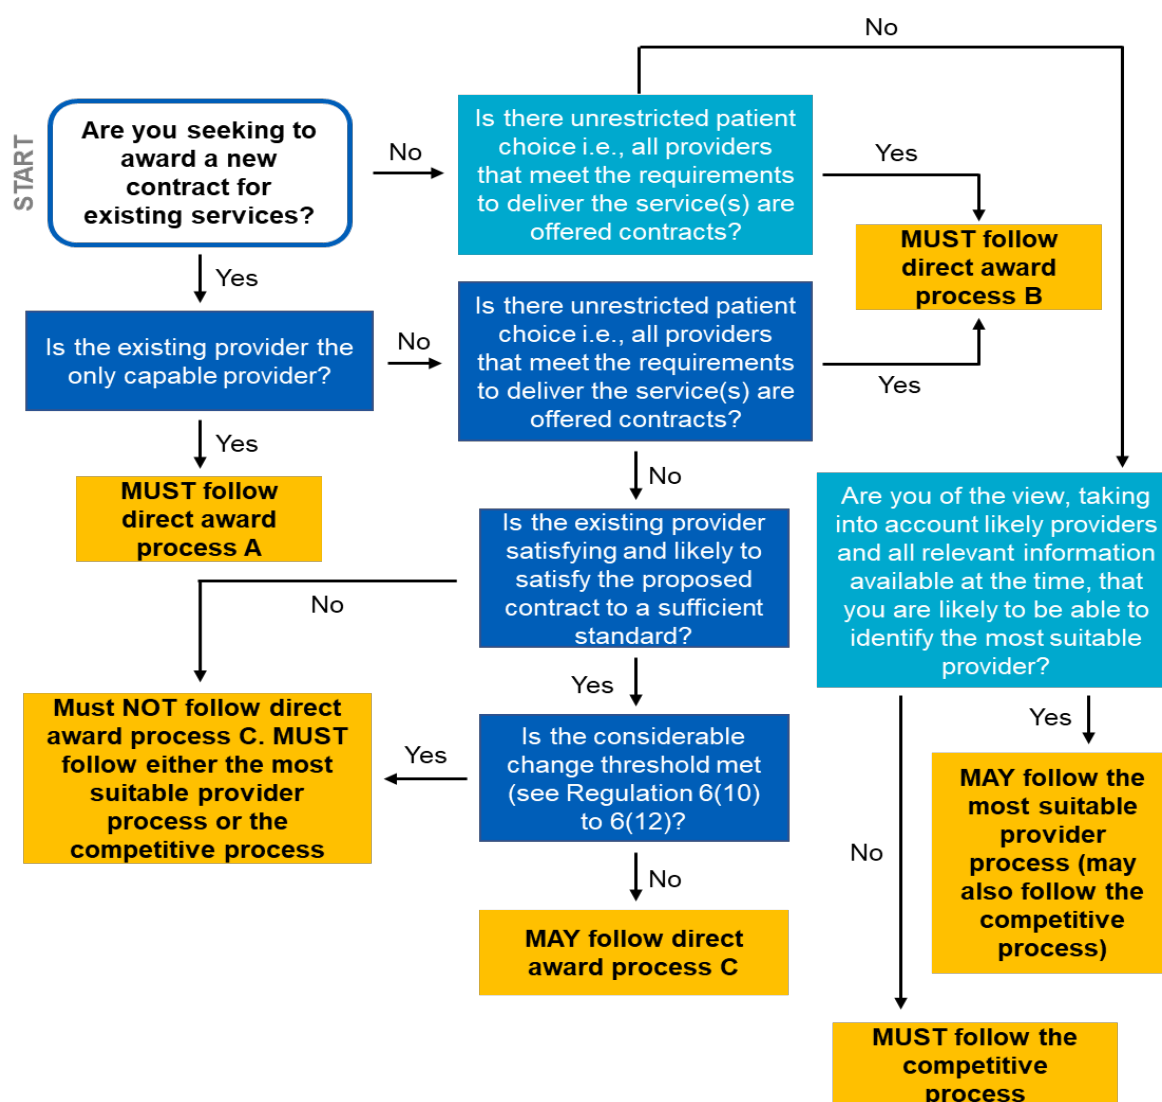 START
Are you seeking to
award a new
contract for
existing services?
No
Is there unrestricted patient
choice i.e., all providers
that meet the requirements
to deliver the service(s) are
offered contracts?
No
Yes
MUST follow
direct award
process B
Yes
Is the existing provider the
only capable provider?
No
Is there unrestricted patient
choice i.e., all providers
that meet the requirements
to deliver the service(s) are
offered contracts?
Yes
Yes
MUST follow
direct award
process A
No
Is the existing provider
satisfying and likely to
satisfy the proposed
contract to a sufficient
standard?
No
Yes
Must NOT follow direct
award process C. MUST
follow either the most
suitable provider
process or the
competitive process
Yes
Is the considerable
change threshold met
(see Regulation 6(10)
to 6(12)?
No
MAY follow direct
award process C
Are you of the view, taking
into account likely providers
and all relevant information
available at the time, that
you are likely to be able to
identify the most suitable
provider?
Yes
MAY follow the
most suitable
provider
process (may
also follow the
competitive
process)
No
MUST follow the
competitive
process